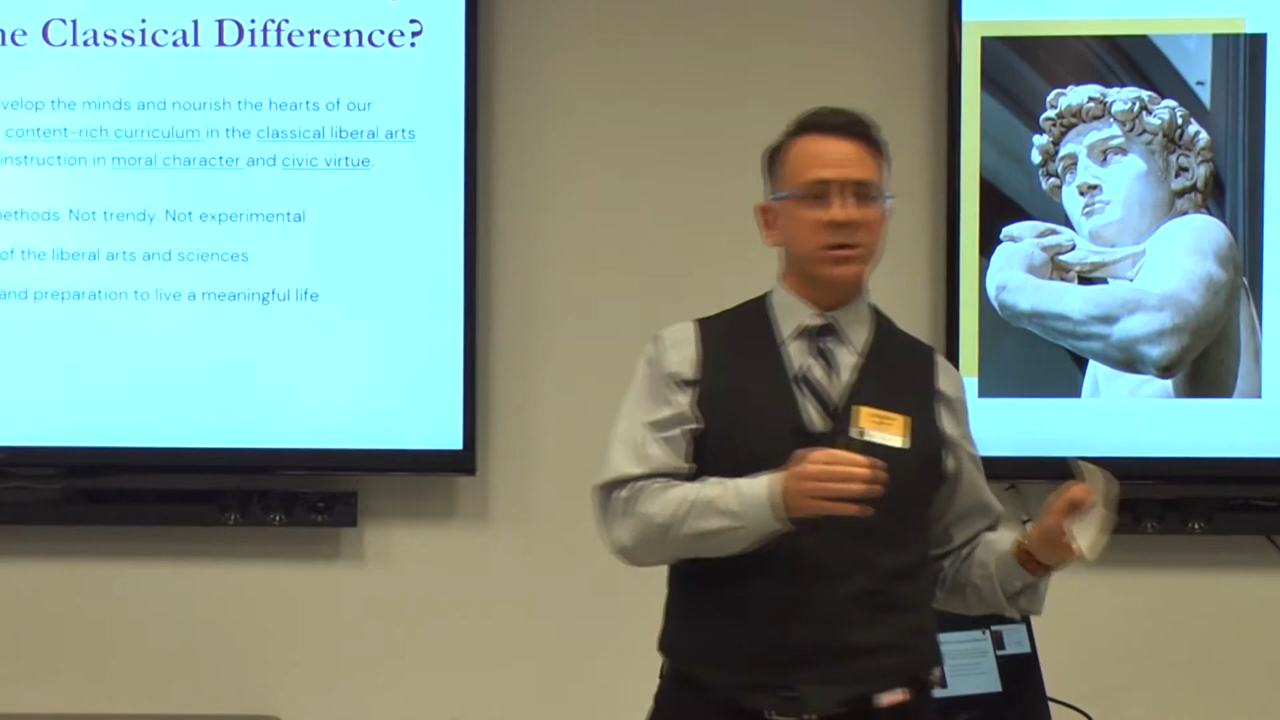 he Classical Difference?
velop the minds and nourish the hearts of our
content-rich curriculum in the classical liberal arts
instruction in moral character and civic virtue.
ethods. Not trendy. Not experimental
of the liberal arts and sciences
and preparation to live a meaningful life